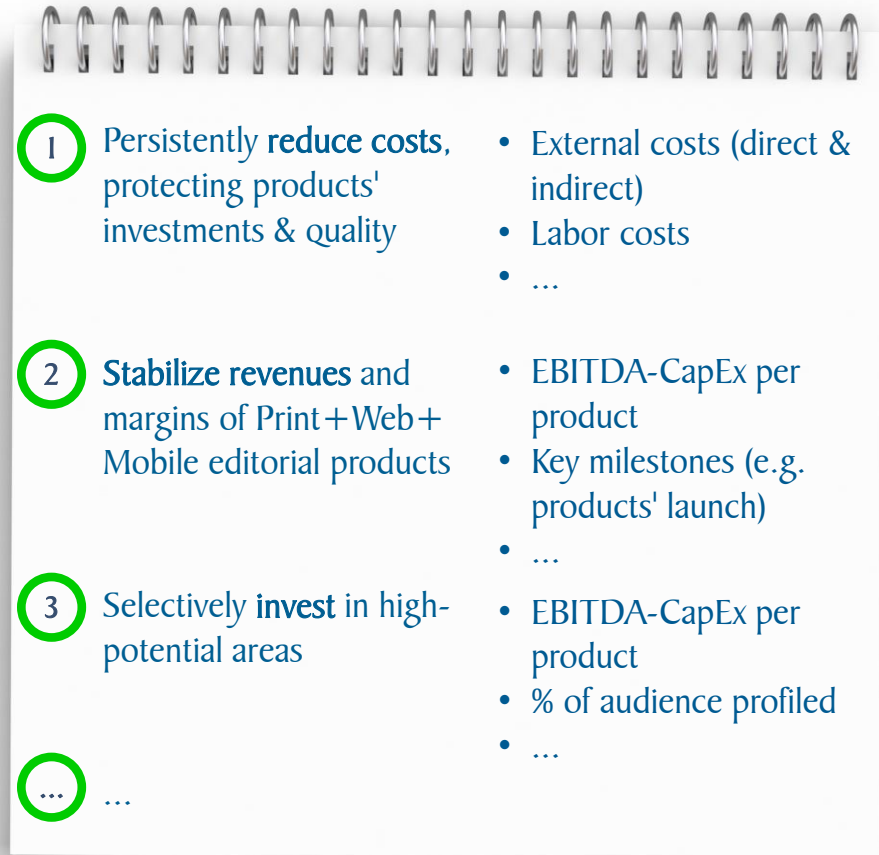 1
Persistently reduce costs,
protecting products'
investments & quality
• External costs (direct &
indirect)
• Labor costs
• ...
2
Stabilize revenues and
margins of Print+Web+
Mobile editorial products
• EBITDA-CapEx per
product
• Key milestones (e.g.
products' launch)
• ...
3
Selectively invest in high-
potential areas
• EBITDA-CapEx per
product
• % of audience profiled
• ...
...
...